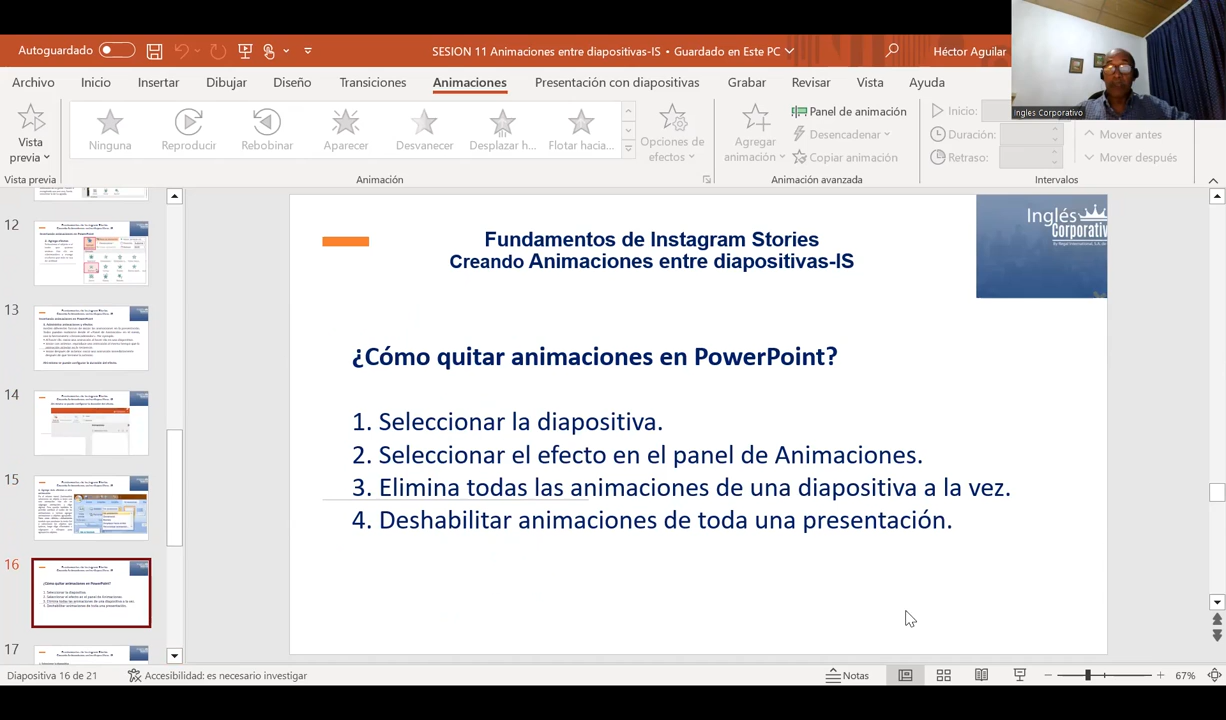 Autoguardado
SESION 11 Animaciones entre diapositivas-IS • Guardado en Este PC
Héctor Aguilar
Archivo Inicio Insertar Dibujar Diseño Transiciones Animaciones Presentación con diapositivas Grabar Revisar Vista Ayuda
Inglés Corporativo
Vista previa
Ninguna Reproducir Rebobinar Aparecer Desvanecer Desplazar h... Flotar hacia...
Opciones de efectos
Agregar animación
Panel de animación
Desencadenar
Copiar animación
Inicio:
Duración:
Retraso:
Mover antes
Mover después
Vista previa Animación Animación avanzada Intervalos
12
13
14
15
16
17
Inglés
Corporativ
Fundamentos de Instagram Stories
Creando Animaciones entre diapositivas-IS
¿Cómo quitar animaciones en PowerPoint?
1. Seleccionar la diapositiva.
2. Seleccionar el efecto en el panel de Animaciones.
3. Elimina todas las animaciones de una diapositiva a la vez.
4. Deshabilitar animaciones de toda una presentación.
Diapositiva 16 de 21 Accesibilidad: es necesario investigar Notas 67%